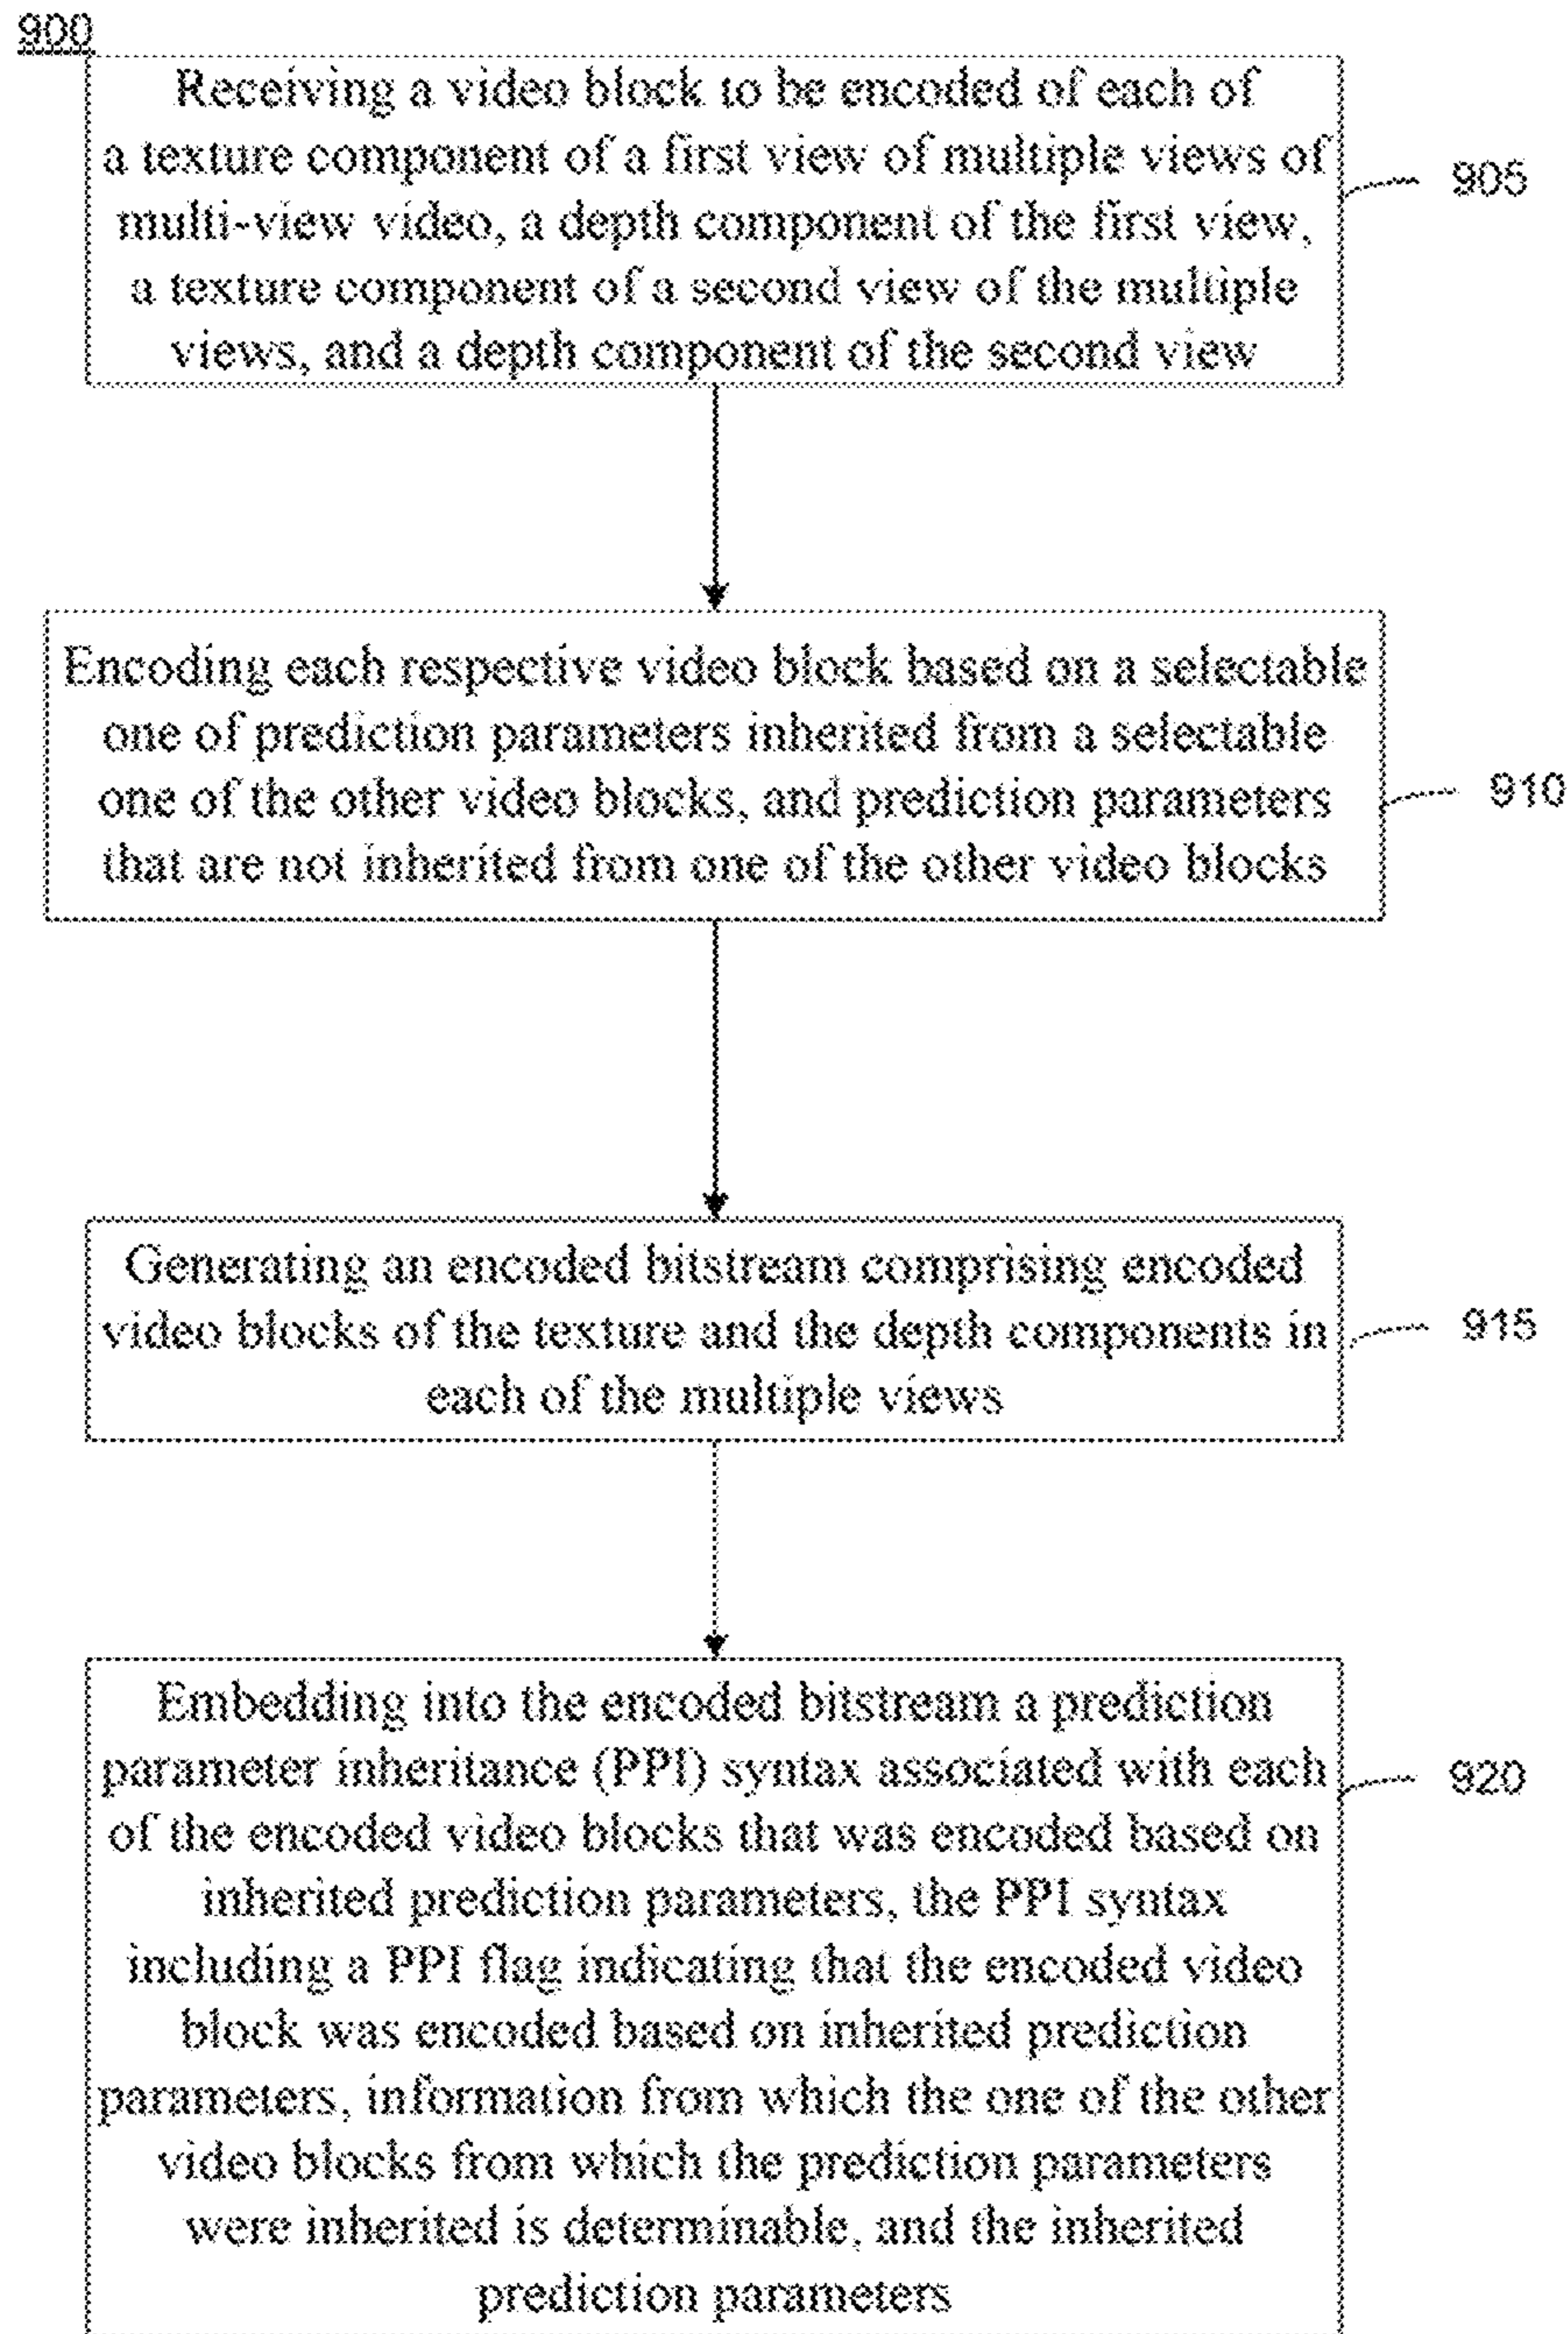 900
Receiving a video block to be encoded of each of
a texture component of a first view of multiple views of
multi-view video, a depth component of the first view,
a texture component of a second view of the multiple
views, and a depth component of the second view
905
Encoding each respective video block based on a selectable
one of prediction parameters inherited from a selectable
one of the other video blocks, and prediction parameters
that are not inherited from one of the other video blocks
910
Generating an encoded bitstream comprising encoded
video blocks of the texture and the depth components in
each of the multiple views
915
Embedding into the encoded bitstream a prediction
parameter inheritance (PPI) syntax associated with each
of the encoded video blocks that was encoded based on
inherited prediction parameters, the PPI syntax
including a PPI flag indicating that the encoded video
block was encoded based on inherited prediction
parameters, information from which the one of the other
video blocks from which the prediction parameters
were inherited is determinable, and the inherited
prediction parameters
920